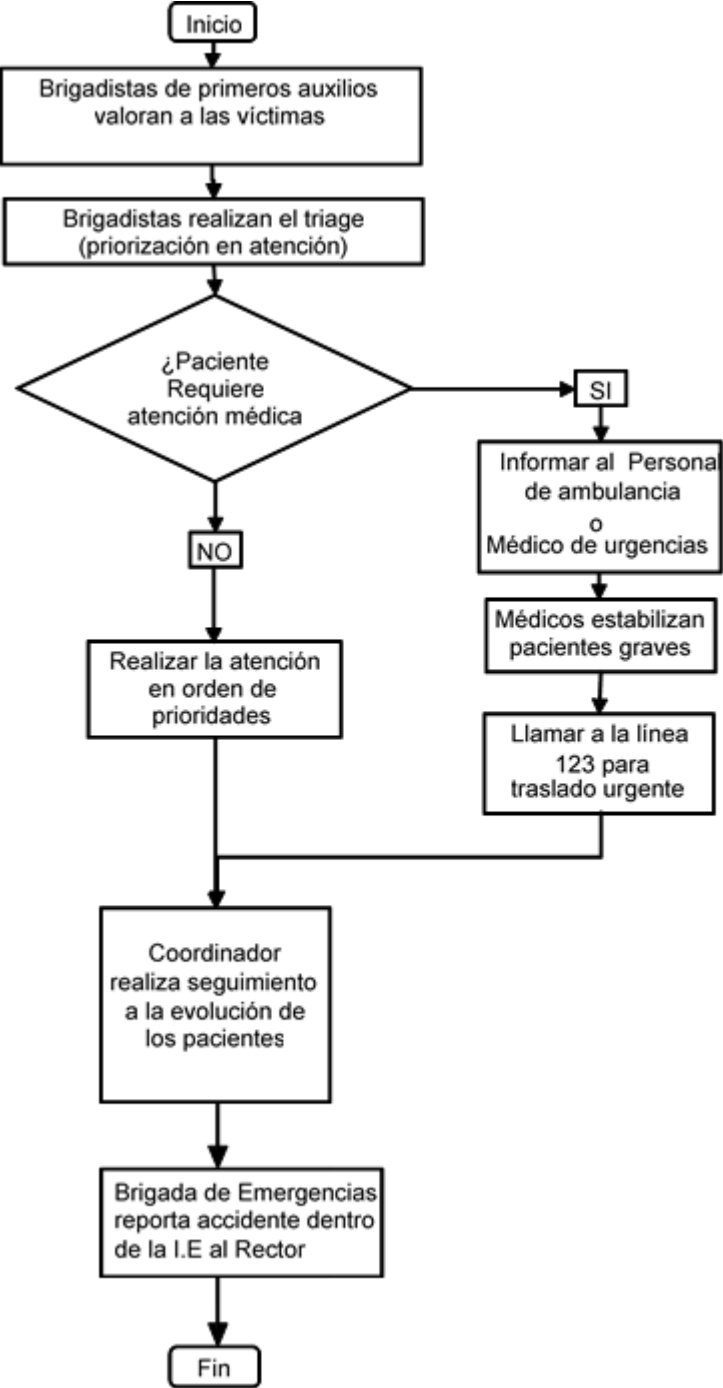 Inicio
Brigadistas de primeros auxilios
valoran a las víctimas
Brigadistas realizan el triage
(priorización en atención)
¿Paciente
Requiere
atención médica
SI
Informar al Personal
de ambulancia
o
Médico de urgencias
NO
Médicos estabilizan
pacientes graves
Realizar la atención
en orden de
prioridades
Llamar a la línea
123 para
traslado urgente
Coordinador
realiza seguimiento
a la evolución de
los pacientes
Brigada de Emergencias
reporta accidente dentro
de la I.E al Rector
Fin